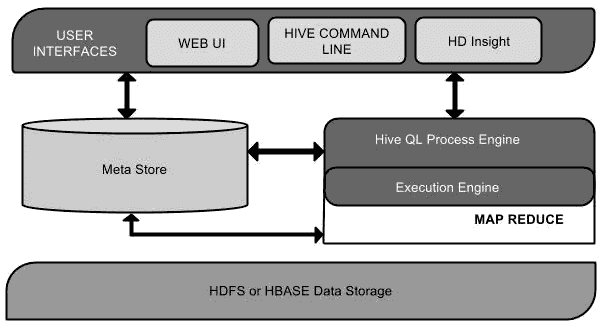 USER
INTERFACES
WEB UI
HIVE COMMAND
LINE
HD Insight
Meta Store
Hive QL Process Engine
Execution Engine
MAP REDUCE
HDFS or HBASE Data Storage